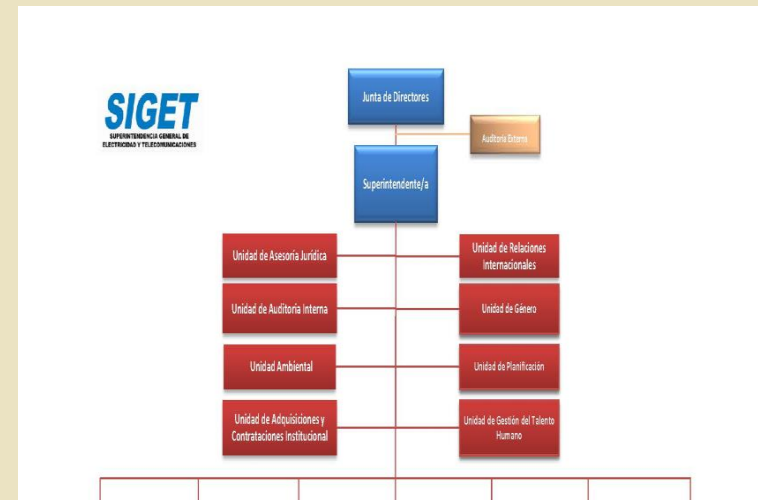 Junta de Directores
SIGET
SUPERINTENDENCIA GENERAL DE
ELECTRICIDAD Y TELECOMUNICACIONES
Auditoría Externa
Superintendente/a
Unidad de Asesoría Jurídica
Unidad de Relaciones
Internacionales
Unidad de Auditoría Interna
Unidad de Género
Unidad Ambiental
Unidad de Planificación
Unidad de Adquisiciones y
Contrataciones Institucional
Unidad de Gestión del Talento
Humano